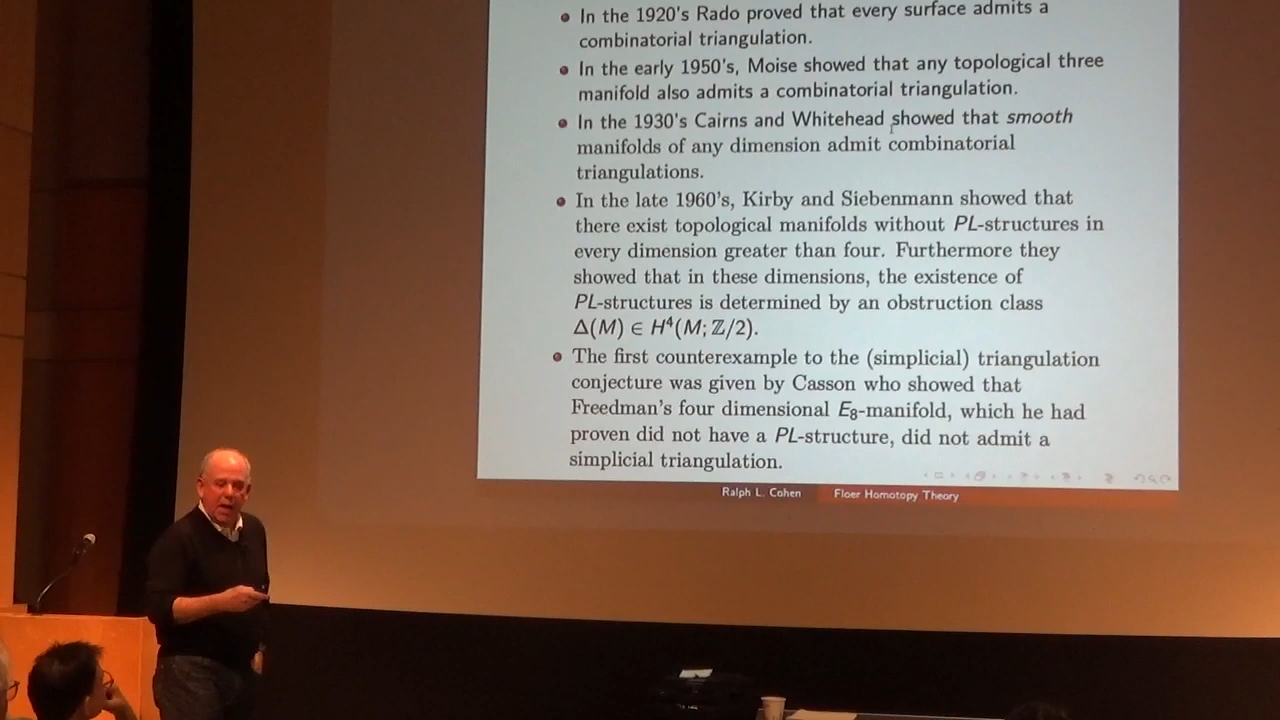 • In the 1920's Rado proved that every surface admits a
combinatorial triangulation.
• In the early 1950's, Moise showed that any topological three
manifold also admits a combinatorial triangulation.
• In the 1930's Cairns and Whitehead showed that smooth
manifolds of any dimension admit combinatorial
triangulations.
• In the late 1960's, Kirby and Siebenmann showed that
there exist topological manifolds without PL-structures in
every dimension greater than four. Furthermore they
showed that in these dimensions, the existence of
PL-structures is determined by an obstruction class
Δ(M) ∈ H⁴(M; ℤ/2).
• The first counterexample to the (simplicial) triangulation
conjecture was given by Casson who showed that
Freedman's four dimensional E₈-manifold, which he had
proven did not have a PL-structure, did not admit a
simplicial triangulation.
Ralph L. Cohen Floer Homotopy Theory